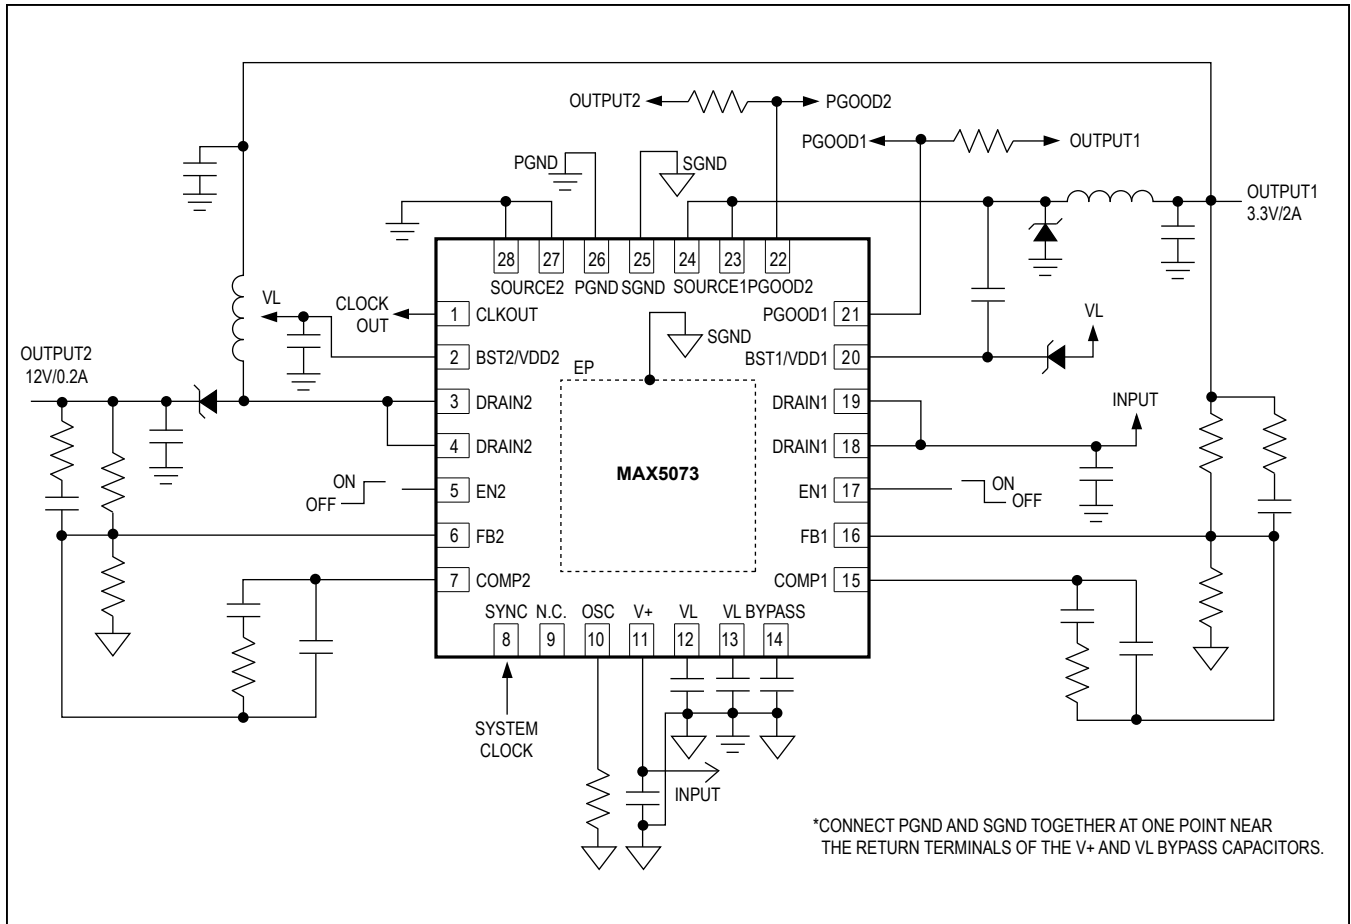 OUTPUT2
PGOOD2
PGOOD1
OUTPUT1
PGND
SGND
OUTPUT1
3.3V/2A
28
27
26
25
24
23
22
SOURCE2
PGND
SGND
SOURCE1
PGOOD2
VL
CLOCK
OUT
1
CLKOUT
SGND
PGOOD1
21
VL
OUTPUT2
12V/0.2A
2
BST2/VDD2
BST1/VDD1
20
EP
3
DRAIN2
DRAIN1
19
INPUT
4
DRAIN2
DRAIN1
18
MAX5073
ON
OFF
5
EN2
EN1
17
ON
OFF
6
FB2
FB1
16
7
COMP2
COMP1
15
SYNC
N.C.
OSC
V+
VL
VL
BYPASS
8
9
10
11
12
13
14
SYSTEM
CLOCK
INPUT
*CONNECT PGND AND SGND TOGETHER AT ONE POINT NEAR
THE RETURN TERMINALS OF THE V+ AND VL BYPASS CAPACITORS.